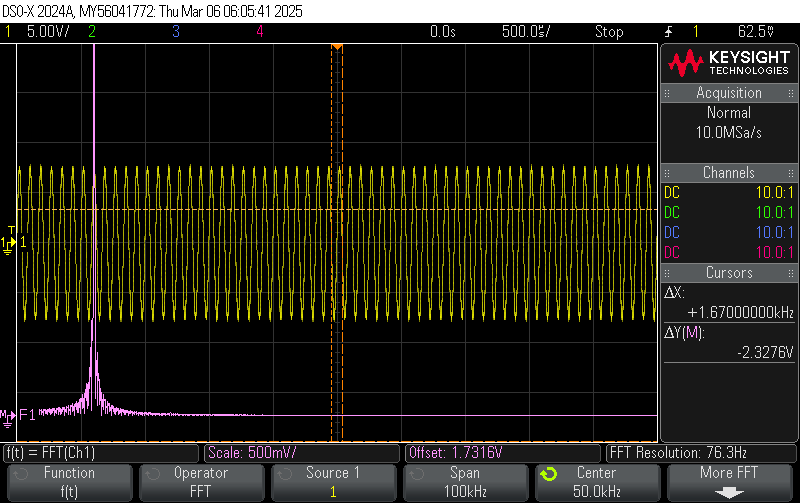 DSO-X 2024A, MY56041772: Thu Mar 06 06:05:41 2025
1 5.00V/ 2 3 4 0.0s 500.0µs/ Stop 1 62.5%
KEYSIGHT
TECHNOLOGIES
Acquisition
Normal
10.0MSa/s
Channels
DC 10.0:1
DC 10.0:1
DC 10.0:1
DC 10.0:1
Cursors
ΔX:
+1.67000000kHz
ΔY(M):
-2.3276V
T
1 1
M F1
f(t) = FFT(Ch1) Scale: 500mV/ Offset: 1.7316V FFT Resolution: 76.3Hz
Function Operator Source 1 Span Center More FFT
f(t) FFT 1 100kHz 50.0kHz